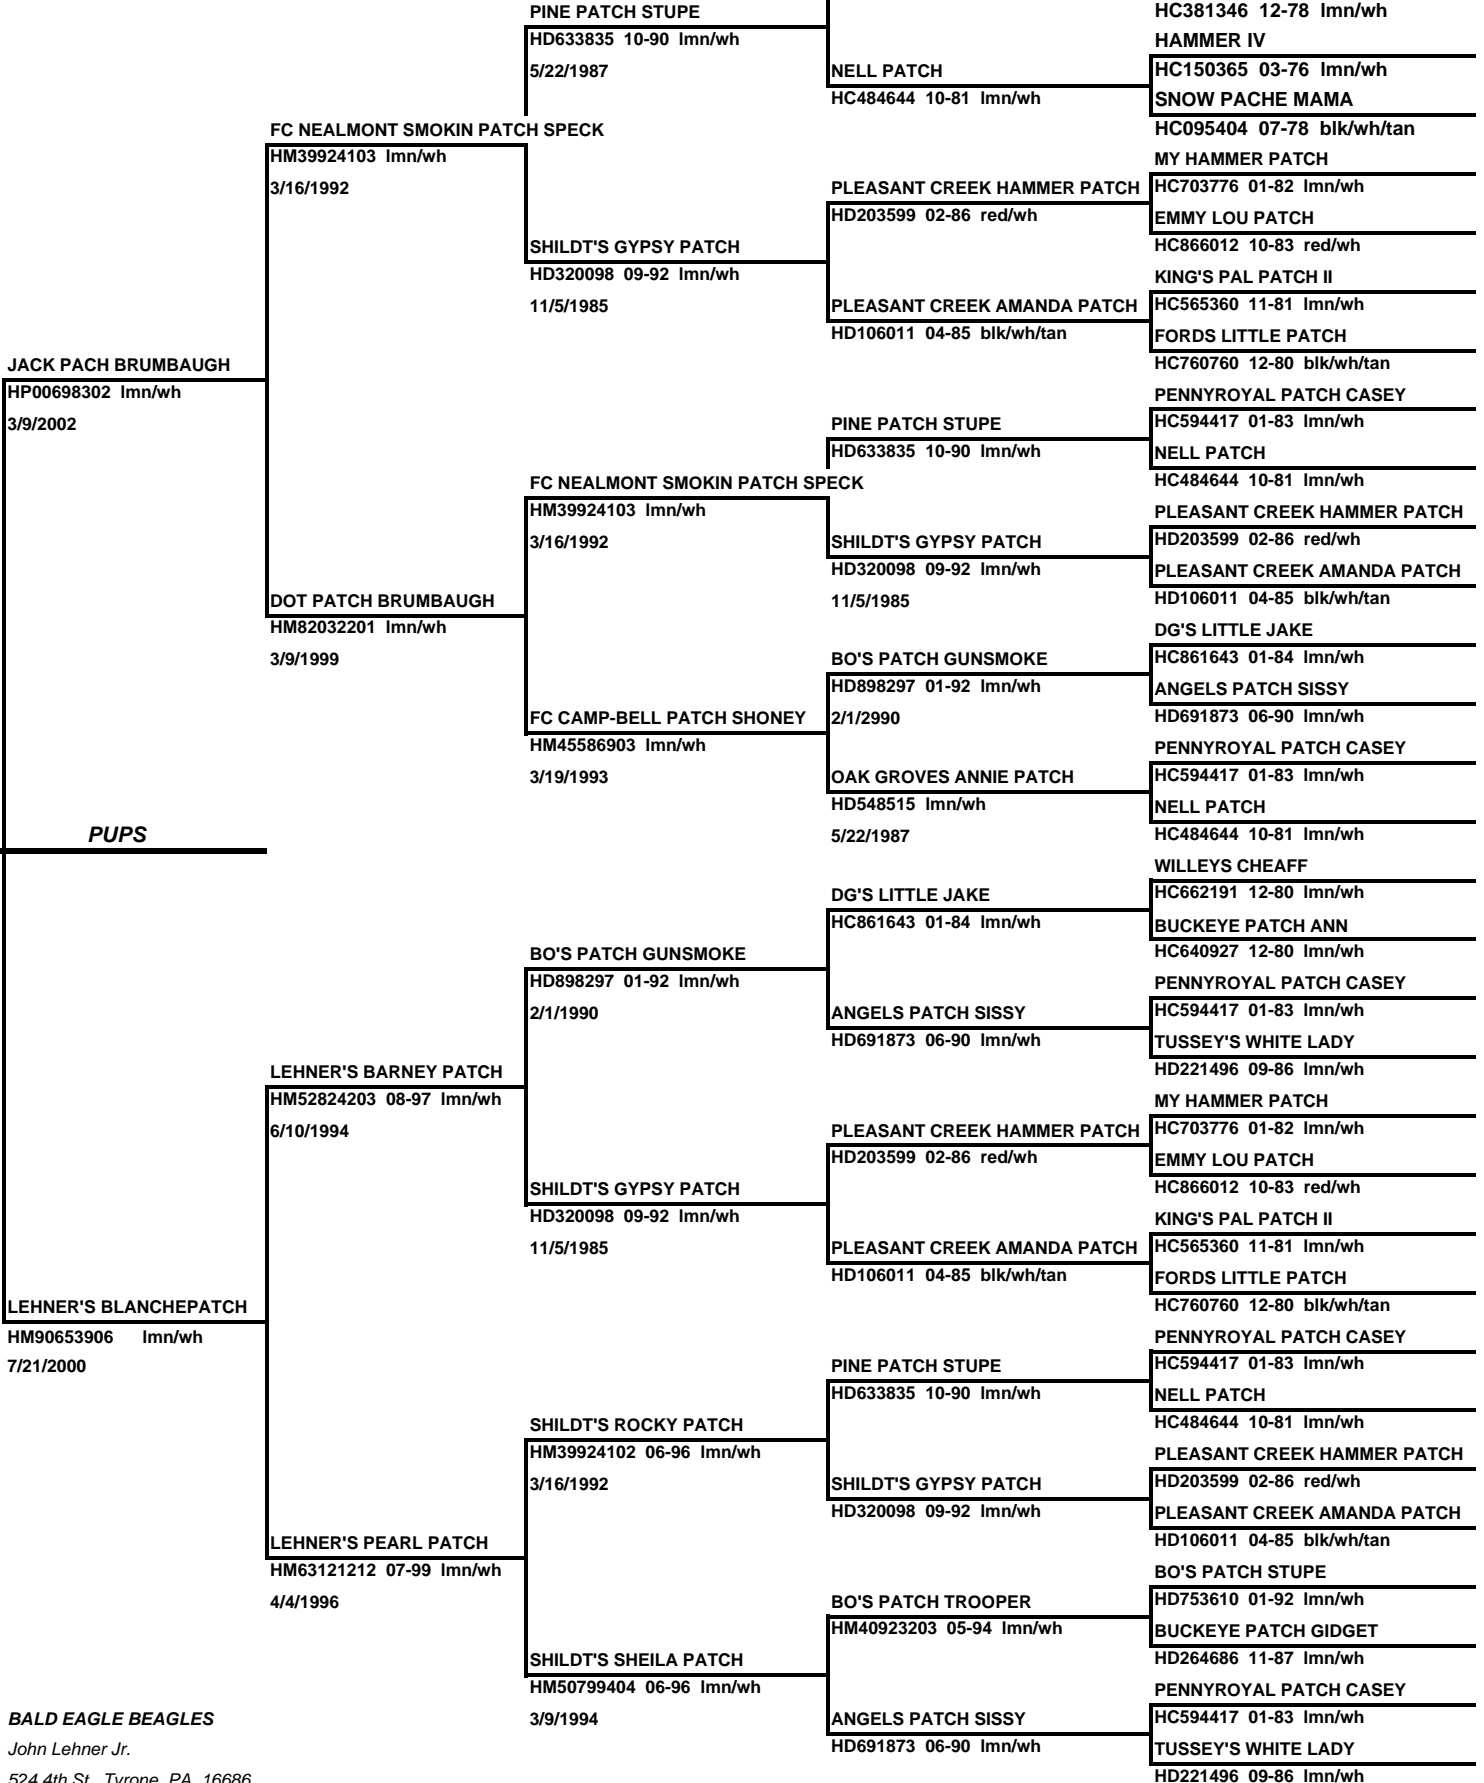 PINE PATCH STUPE
HD633835 10-90 lmn/wh
5/22/1987
NELL PATCH
HC484644 10-81 lmn/wh
HC381346 12-78 lmn/wh
HAMMER IV
HC150365 03-76 lmn/wh
SNOW PACHE MAMA
HC095404 07-78 blk/wh/tan
FC NEALMONT SMOKIN PATCH SPECK
HM39924103 lmn/wh
3/16/1992
SHILDT'S GYPSY PATCH
HD320098 09-92 lmn/wh
11/5/1985
PLEASANT CREEK HAMMER PATCH
HD203599 02-86 red/wh
MY HAMMER PATCH
HC703776 01-82 lmn/wh
EMMY LOU PATCH
HC866012 10-83 red/wh
PLEASANT CREEK AMANDA PATCH
HD106011 04-85 blk/wh/tan
KING'S PAL PATCH II
HC565360 11-81 lmn/wh
FORDS LITTLE PATCH
HC760760 12-80 blk/wh/tan
JACK PACH BRUMBAUGH
HP00698302 lmn/wh
3/9/2002
PINE PATCH STUPE
HD633835 10-90 lmn/wh
PENNYROYAL PATCH CASEY
HC594417 01-83 lmn/wh
NELL PATCH
HC484644 10-81 lmn/wh
FC NEALMONT SMOKIN PATCH SPECK
HM39924103 lmn/wh
3/16/1992
SHILDT'S GYPSY PATCH
HD320098 09-92 lmn/wh
11/5/1985
PLEASANT CREEK HAMMER PATCH
HD203599 02-86 red/wh
PLEASANT CREEK AMANDA PATCH
HD106011 04-85 blk/wh/tan
DOT PATCH BRUMBAUGH
HM82032201 lmn/wh
3/9/1999
BO'S PATCH GUNSMOKE
HD898297 01-92 lmn/wh
2/1/2990
DG'S LITTLE JAKE
HC861643 01-84 lmn/wh
ANGELS PATCH SISSY
HD691873 06-90 lmn/wh
FC CAMP-BELL PATCH SHONEY
HM45586903 lmn/wh
3/19/1993
OAK GROVES ANNIE PATCH
HD548515 lmn/wh
5/22/1987
PENNYROYAL PATCH CASEY
HC594417 01-83 lmn/wh
NELL PATCH
HC484644 10-81 lmn/wh
PUPS
DG'S LITTLE JAKE
HC861643 01-84 lmn/wh
WILLEYS CHEAFF
HC662191 12-80 lmn/wh
BUCKEYE PATCH ANN
HC640927 12-80 lmn/wh
BO'S PATCH GUNSMOKE
HD898297 01-92 lmn/wh
2/1/1990
ANGELS PATCH SISSY
HD691873 06-90 lmn/wh
PENNYROYAL PATCH CASEY
HC594417 01-83 lmn/wh
TUSSEY'S WHITE LADY
HD221496 09-86 lmn/wh
LEHNER'S BARNEY PATCH
HM52824203 08-97 lmn/wh
6/10/1994
PLEASANT CREEK HAMMER PATCH
HD203599 02-86 red/wh
MY HAMMER PATCH
HC703776 01-82 lmn/wh
EMMY LOU PATCH
HC866012 10-83 red/wh
SHILDT'S GYPSY PATCH
HD320098 09-92 lmn/wh
11/5/1985
PLEASANT CREEK AMANDA PATCH
HD106011 04-85 blk/wh/tan
KING'S PAL PATCH II
HC565360 11-81 lmn/wh
FORDS LITTLE PATCH
HC760760 12-80 blk/wh/tan
LEHNER'S BLANCHEPATCH
HM90653906 lmn/wh
7/21/2000
PINE PATCH STUPE
HD633835 10-90 lmn/wh
PENNYROYAL PATCH CASEY
HC594417 01-83 lmn/wh
NELL PATCH
HC484644 10-81 lmn/wh
SHILDT'S ROCKY PATCH
HM39924102 06-96 lmn/wh
3/16/1992
SHILDT'S GYPSY PATCH
HD320098 09-92 lmn/wh
PLEASANT CREEK HAMMER PATCH
HD203599 02-86 red/wh
PLEASANT CREEK AMANDA PATCH
HD106011 04-85 blk/wh/tan
LEHNER'S PEARL PATCH
HM63121212 07-99 lmn/wh
4/4/1996
BO'S PATCH TROOPER
HM40923203 05-94 lmn/wh
BO'S PATCH STUPE
HD753610 01-92 lmn/wh
BUCKEYE PATCH GIDGET
HD264686 11-87 lmn/wh
SHILDT'S SHEILA PATCH
HM50799404 06-96 lmn/wh
3/9/1994
ANGELS PATCH SISSY
HD691873 06-90 lmn/wh
PENNYROYAL PATCH CASEY
HC594417 01-83 lmn/wh
TUSSEY'S WHITE LADY
HD221496 09-86 lmn/wh
BALD EAGLE BEAGLES
John Lehner Jr.
524 4th St., Tyrone, PA 16686